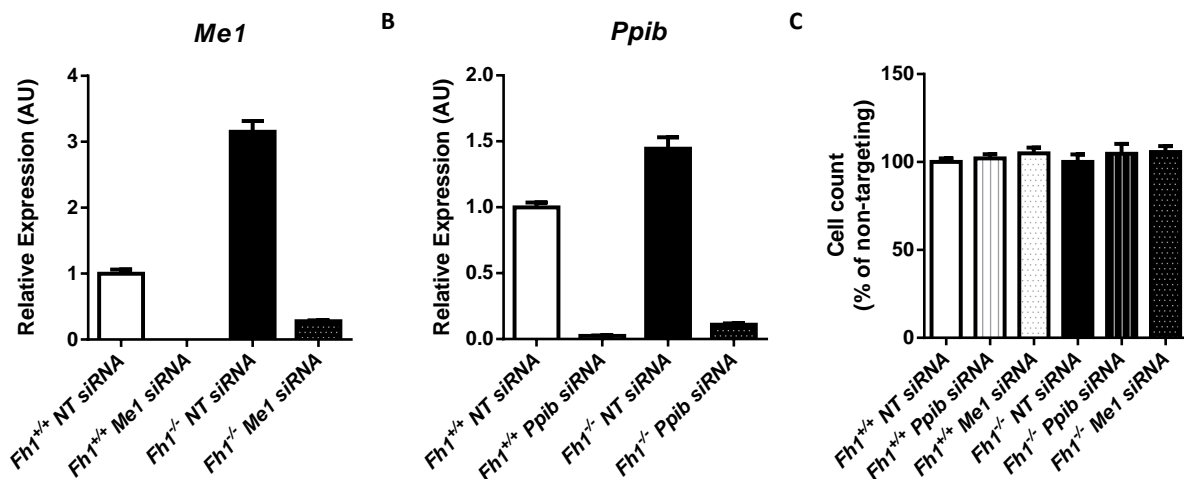 Me1
Relative Expression (AU)
4
3
2
1
0
Fh1+/+ NT siRNA
Fh1+/+ Me1 siRNA
Fh1-/- NT siRNA
Fh1-/- Me1 siRNA
B
Ppib
Relative Expression (AU)
2.0
1.5
1.0
0.5
0.0
Fh1+/+ NT siRNA
Fh1+/+ Ppib siRNA
Fh1-/- NT siRNA
Fh1-/- Ppib siRNA
C
Cell count
(% of non-targeting)
150
100
50
0
Fh1+/+ NT siRNA
Fh1+/+ Ppib siRNA
Fh1+/+ Me1 siRNA
Fh1-/- NT siRNA
Fh1-/- Ppib siRNA
Fh1-/- Me1 siRNA